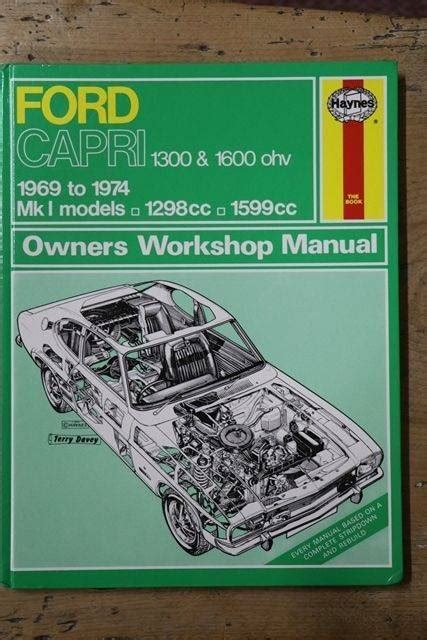 FORD
CAPRI 1300 & 1600 ohv
1969 to 1974
Mk I models □ 1298cc □ 1599cc
Haynes
®
THE
BOOK
Owners Workshop Manual
© HAYNES
Terry Davey
EVERY MANUAL BASED ON A
COMPLETE STRIPDOWN
AND REBUILD